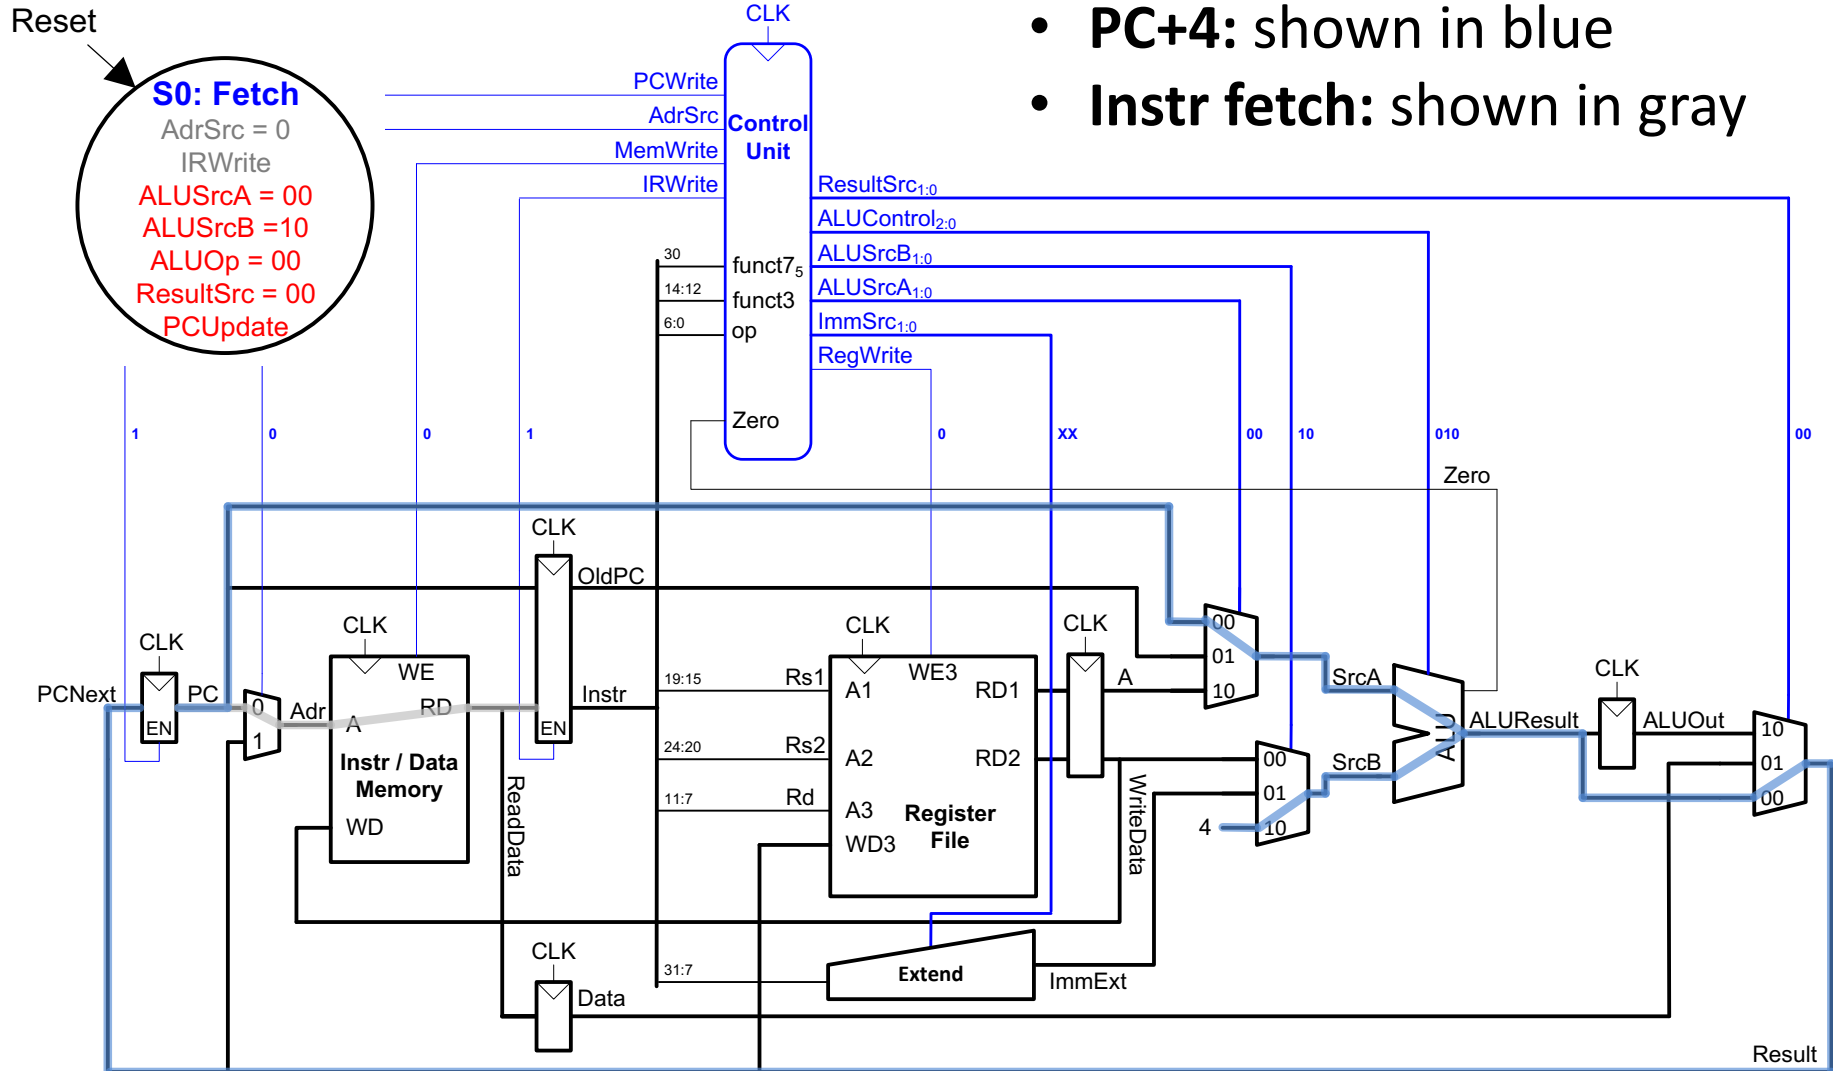 Reset
S0: Fetch
AdrSrc = 0
IRWrite
ALUSrcA = 00
ALUSrcB =10
ALUOp = 00
ResultSrc = 00
PCUpdate
• PC+4: shown in blue
• Instr fetch: shown in gray
CLK
PCWrite
AdrSrc
MemWrite
IRWrite
Control
Unit
ResultSrc1:0
ALUControl2:0
ALUSrcB1:0
ALUSrcA1:0
ImmSrc1:0
RegWrite
30
funct75
14:12
funct3
6:0
op
Zero
1
0
0
1
0
XX
00
10
010
00
Zero
CLK
OldPC
CLK
PCNext
PC
EN
0
1
Adr
CLK
WE
A
RD
Instr / Data
Memory
WD
EN
Instr
ReadData
19:15
Rs1
24:20
Rs2
11:7
Rd
CLK
WE3
A1
RD1
A2
RD2
A3
WD3
Register
File
CLK
A
WriteData
00
01
10
00
01
10
4
SrcA
SrcB
ALU
ALUResult
CLK
ALUOut
10
01
00
CLK
Data
31:7
Extend
ImmExt
Result